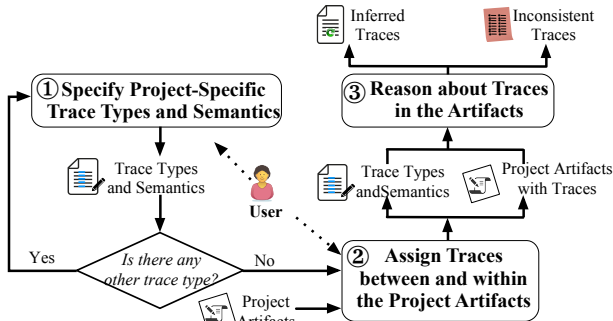 Inferred
Traces
Inconsistent
Traces
① Specify Project-Specific
Trace Types and Semantics
③ Reason about Traces
in the Artifacts
Trace Types
and Semantics
Trace Types
andSemantics
Project Artifacts
with Traces
User
Yes
Is there any
other trace type?
No
② Assign Traces
between and within
the Project Artifacts
Project
Artifacts